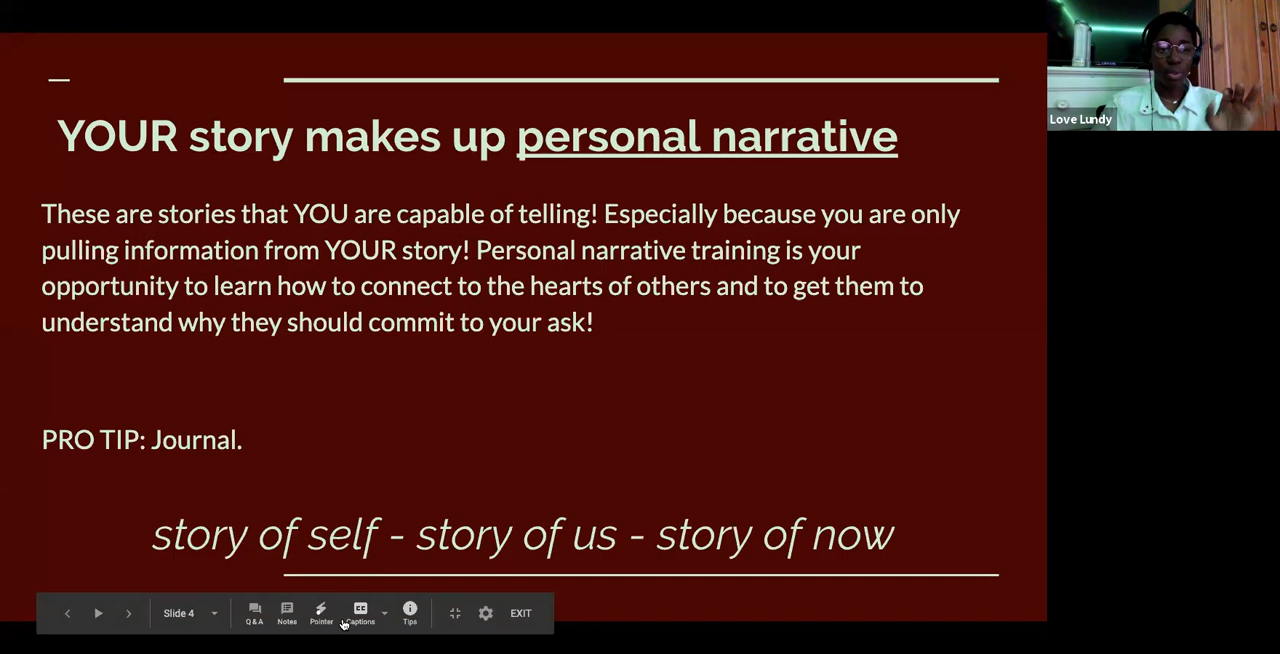 YOUR story makes up personal narrative
These are stories that YOU are capable of telling! Especially because you are only
pulling information from YOUR story! Personal narrative training is your
opportunity to learn how to connect to the hearts of others and to get them to
understand why they should commit to your ask!
PRO TIP: Journal.
story of self - story of us - story of now
Slide 4
Q&A Notes Pointer Captions Tips EXIT
Love Lundy